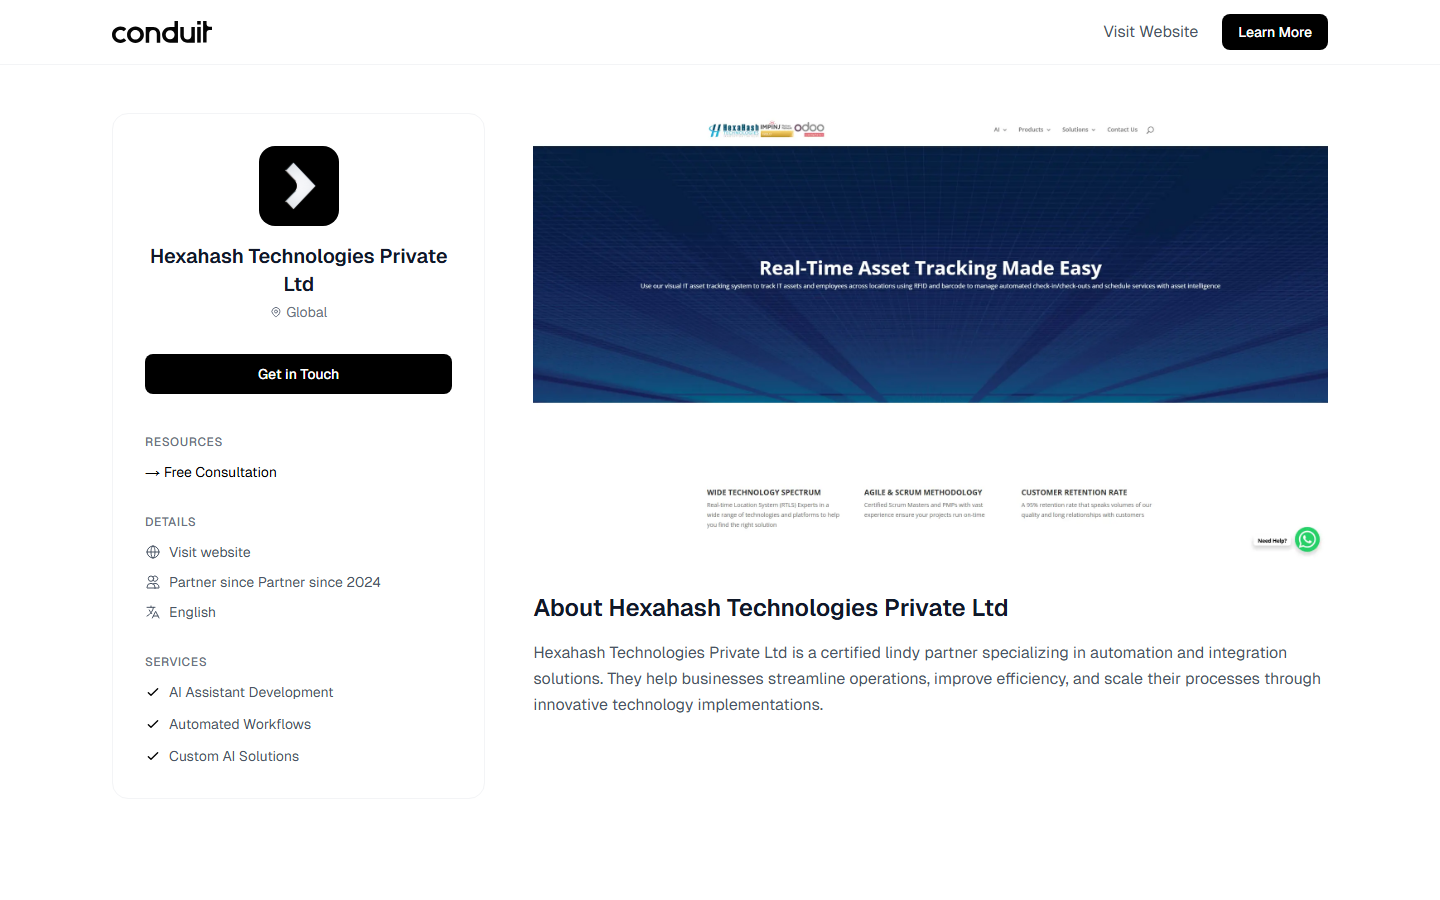 conduit
Visit Website
Learn More
Hexahash Technologies Private
Ltd
Global
Get in Touch
RESOURCES
→ Free Consultation
DETAILS
Visit website
Partner since Partner since 2024
English
SERVICES
AI Assistant Development
Automated Workflows
Custom AI Solutions
HexaHash
IMPINJ
odoo
AI
Products
Solutions
Contact Us
Real-Time Asset Tracking Made Easy
Use our visual IT asset tracking system to track IT assets and employees across locations using RFID and barcode to manage automated check-in/check-outs and schedule services with asset intelligence
WIDE TECHNOLOGY SPECTRUM
Real-time Location System (RTLS) Experts in a
wide range of technologies and platforms to help
you find the right solution
AGILE & SCRUM METHODOLOGY
Certified Scrum Masters and PMPs with vast
experience ensure your projects run on-time
CUSTOMER RETENTION RATE
A 95% retention rate that speaks volumes of our
quality and long relationships with customers
Need Help?
About Hexahash Technologies Private Ltd
Hexahash Technologies Private Ltd is a certified lindy partner specializing in automation and integration
solutions. They help businesses streamline operations, improve efficiency, and scale their processes through
innovative technology implementations.